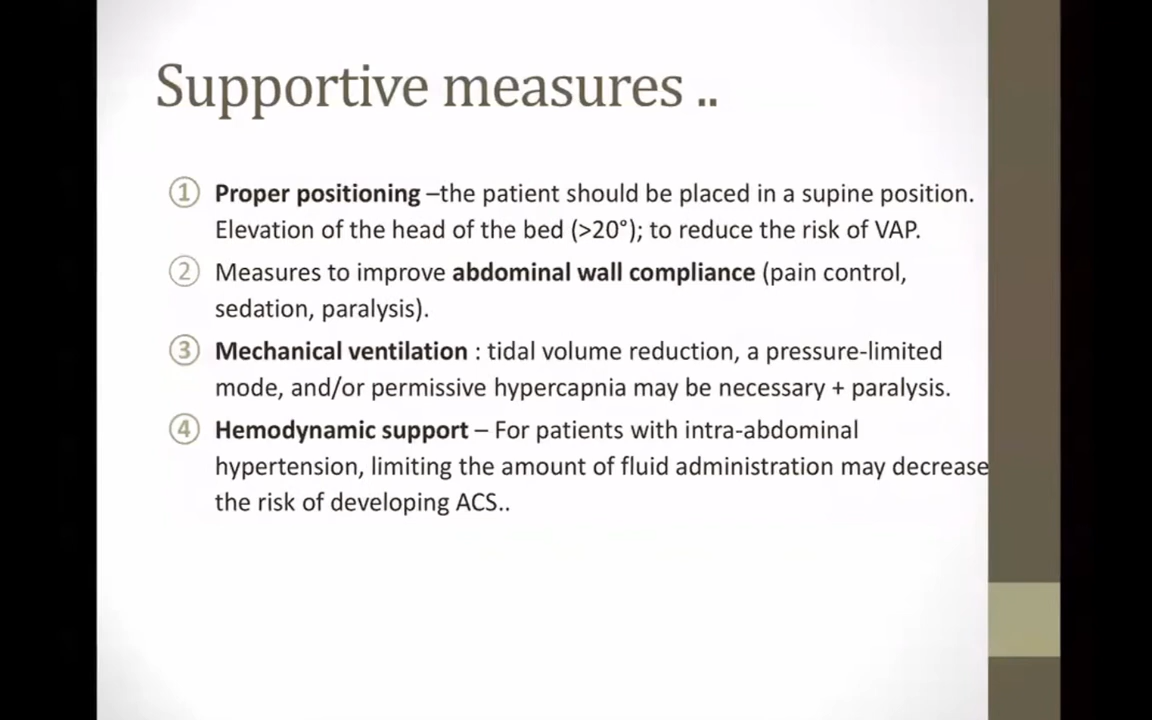 Supportive measures ..
① Proper positioning –the patient should be placed in a supine position.
Elevation of the head of the bed (>20°); to reduce the risk of VAP.
② Measures to improve abdominal wall compliance (pain control,
sedation, paralysis).
③ Mechanical ventilation : tidal volume reduction, a pressure-limited
mode, and/or permissive hypercapnia may be necessary + paralysis.
④ Hemodynamic support – For patients with intra-abdominal
hypertension, limiting the amount of fluid administration may decrease
the risk of developing ACS..